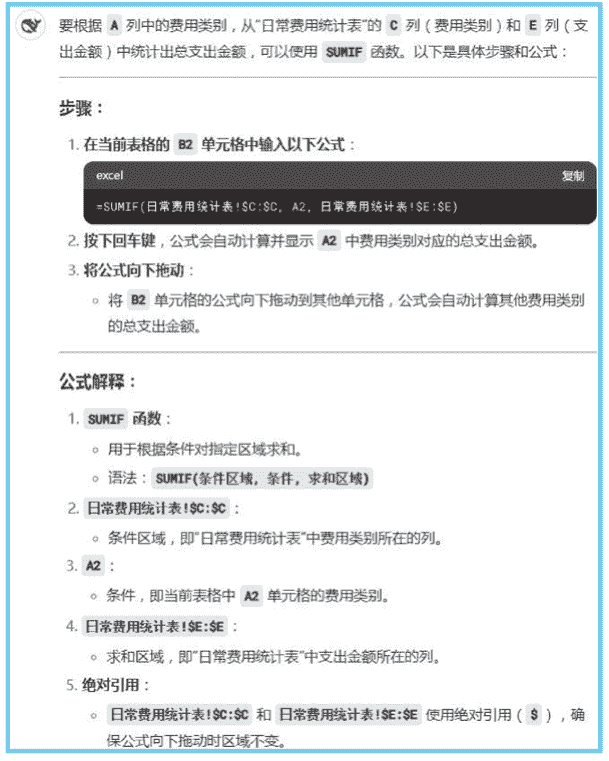 要根据 A 列中的费用类别，从“日常费用统计表”的 C 列（费用类别）和 E 列（支
出金额）中统计出总支出金额，可以使用 SUMIF 函数。以下是具体步骤和公式：
步骤：
1. 在当前表格的 B2 单元格中输入以下公式：
excel 复制
=SUMIF(日常费用统计表!$C:$C, A2, 日常费用统计表!$E:$E)
2. 按下回车键，公式会自动计算并显示 A2 中费用类别对应的总支出金额。
3. 将公式向下拖动：
◦ 将 B2 单元格的公式向下拖动到其他单元格，公式会自动计算其他费用类别
的总支出金额。
公式解释：
1. SUMIF 函数：
◦ 用于根据条件对指定区域求和。
◦ 语法：SUMIF(条件区域, 条件, 求和区域)
2. 日常费用统计表!$C:$C：
◦ 条件区域，即“日常费用统计表”中费用类别所在的列。
3. A2：
◦ 条件，即当前表格中 A2 单元格的费用类别。
4. 日常费用统计表!$E:$E：
◦ 求和区域，即“日常费用统计表”中支出金额所在的列。
5. 绝对引用：
◦ 日常费用统计表!$C:$C 和 日常费用统计表!$E:$E 使用绝对引用（$），确
保公式向下拖动时区域不变。